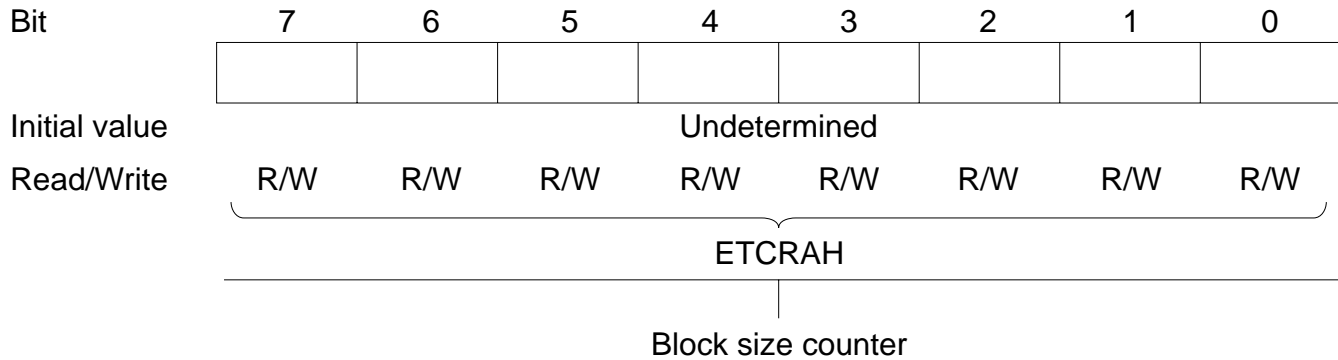 Bit 7 6 5 4 3 2 1 0
Initial value Undetermined
Read/Write R/W R/W R/W R/W R/W R/W R/W R/W
ETCRAH
Block size counter